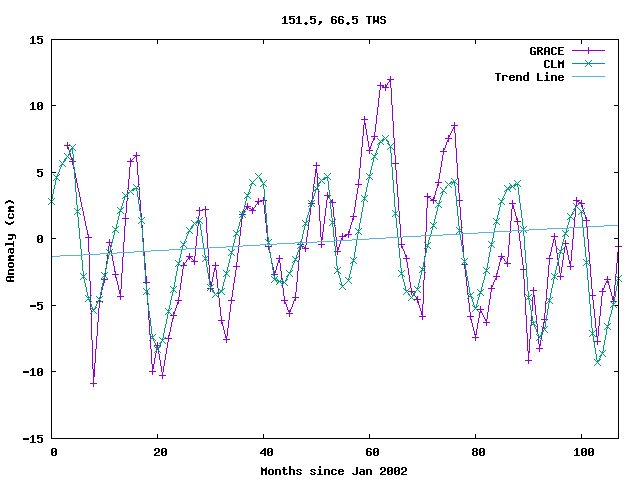 151.5, 66.5 TWS
GRACE
CLM
Trend Line
Anomaly (cm)
15
10
5
0
-5
-10
-15
0 20 40 60 80 100
Months since Jan 2002